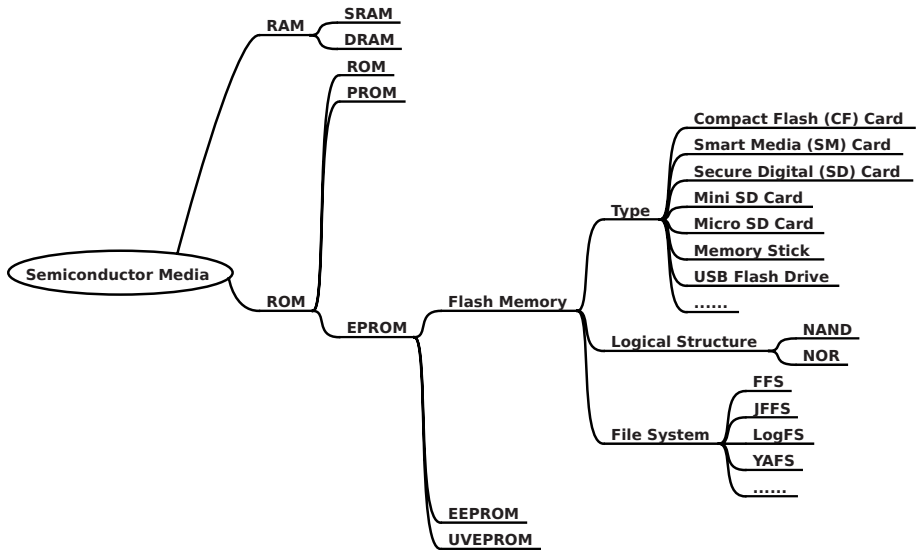 SRAM
RAM
DRAM
ROM
PROM
Compact Flash (CF) Card
Smart Media (SM) Card
Secure Digital (SD) Card
Mini SD Card
Type
Micro SD Card
Memory Stick
Semiconductor Media
USB Flash Drive
ROM
Flash Memory
......
EPROM
Logical Structure
NAND
NOR
FFS
JFFS
File System
LogFS
YAFS
......
EEPROM
UVEPROM